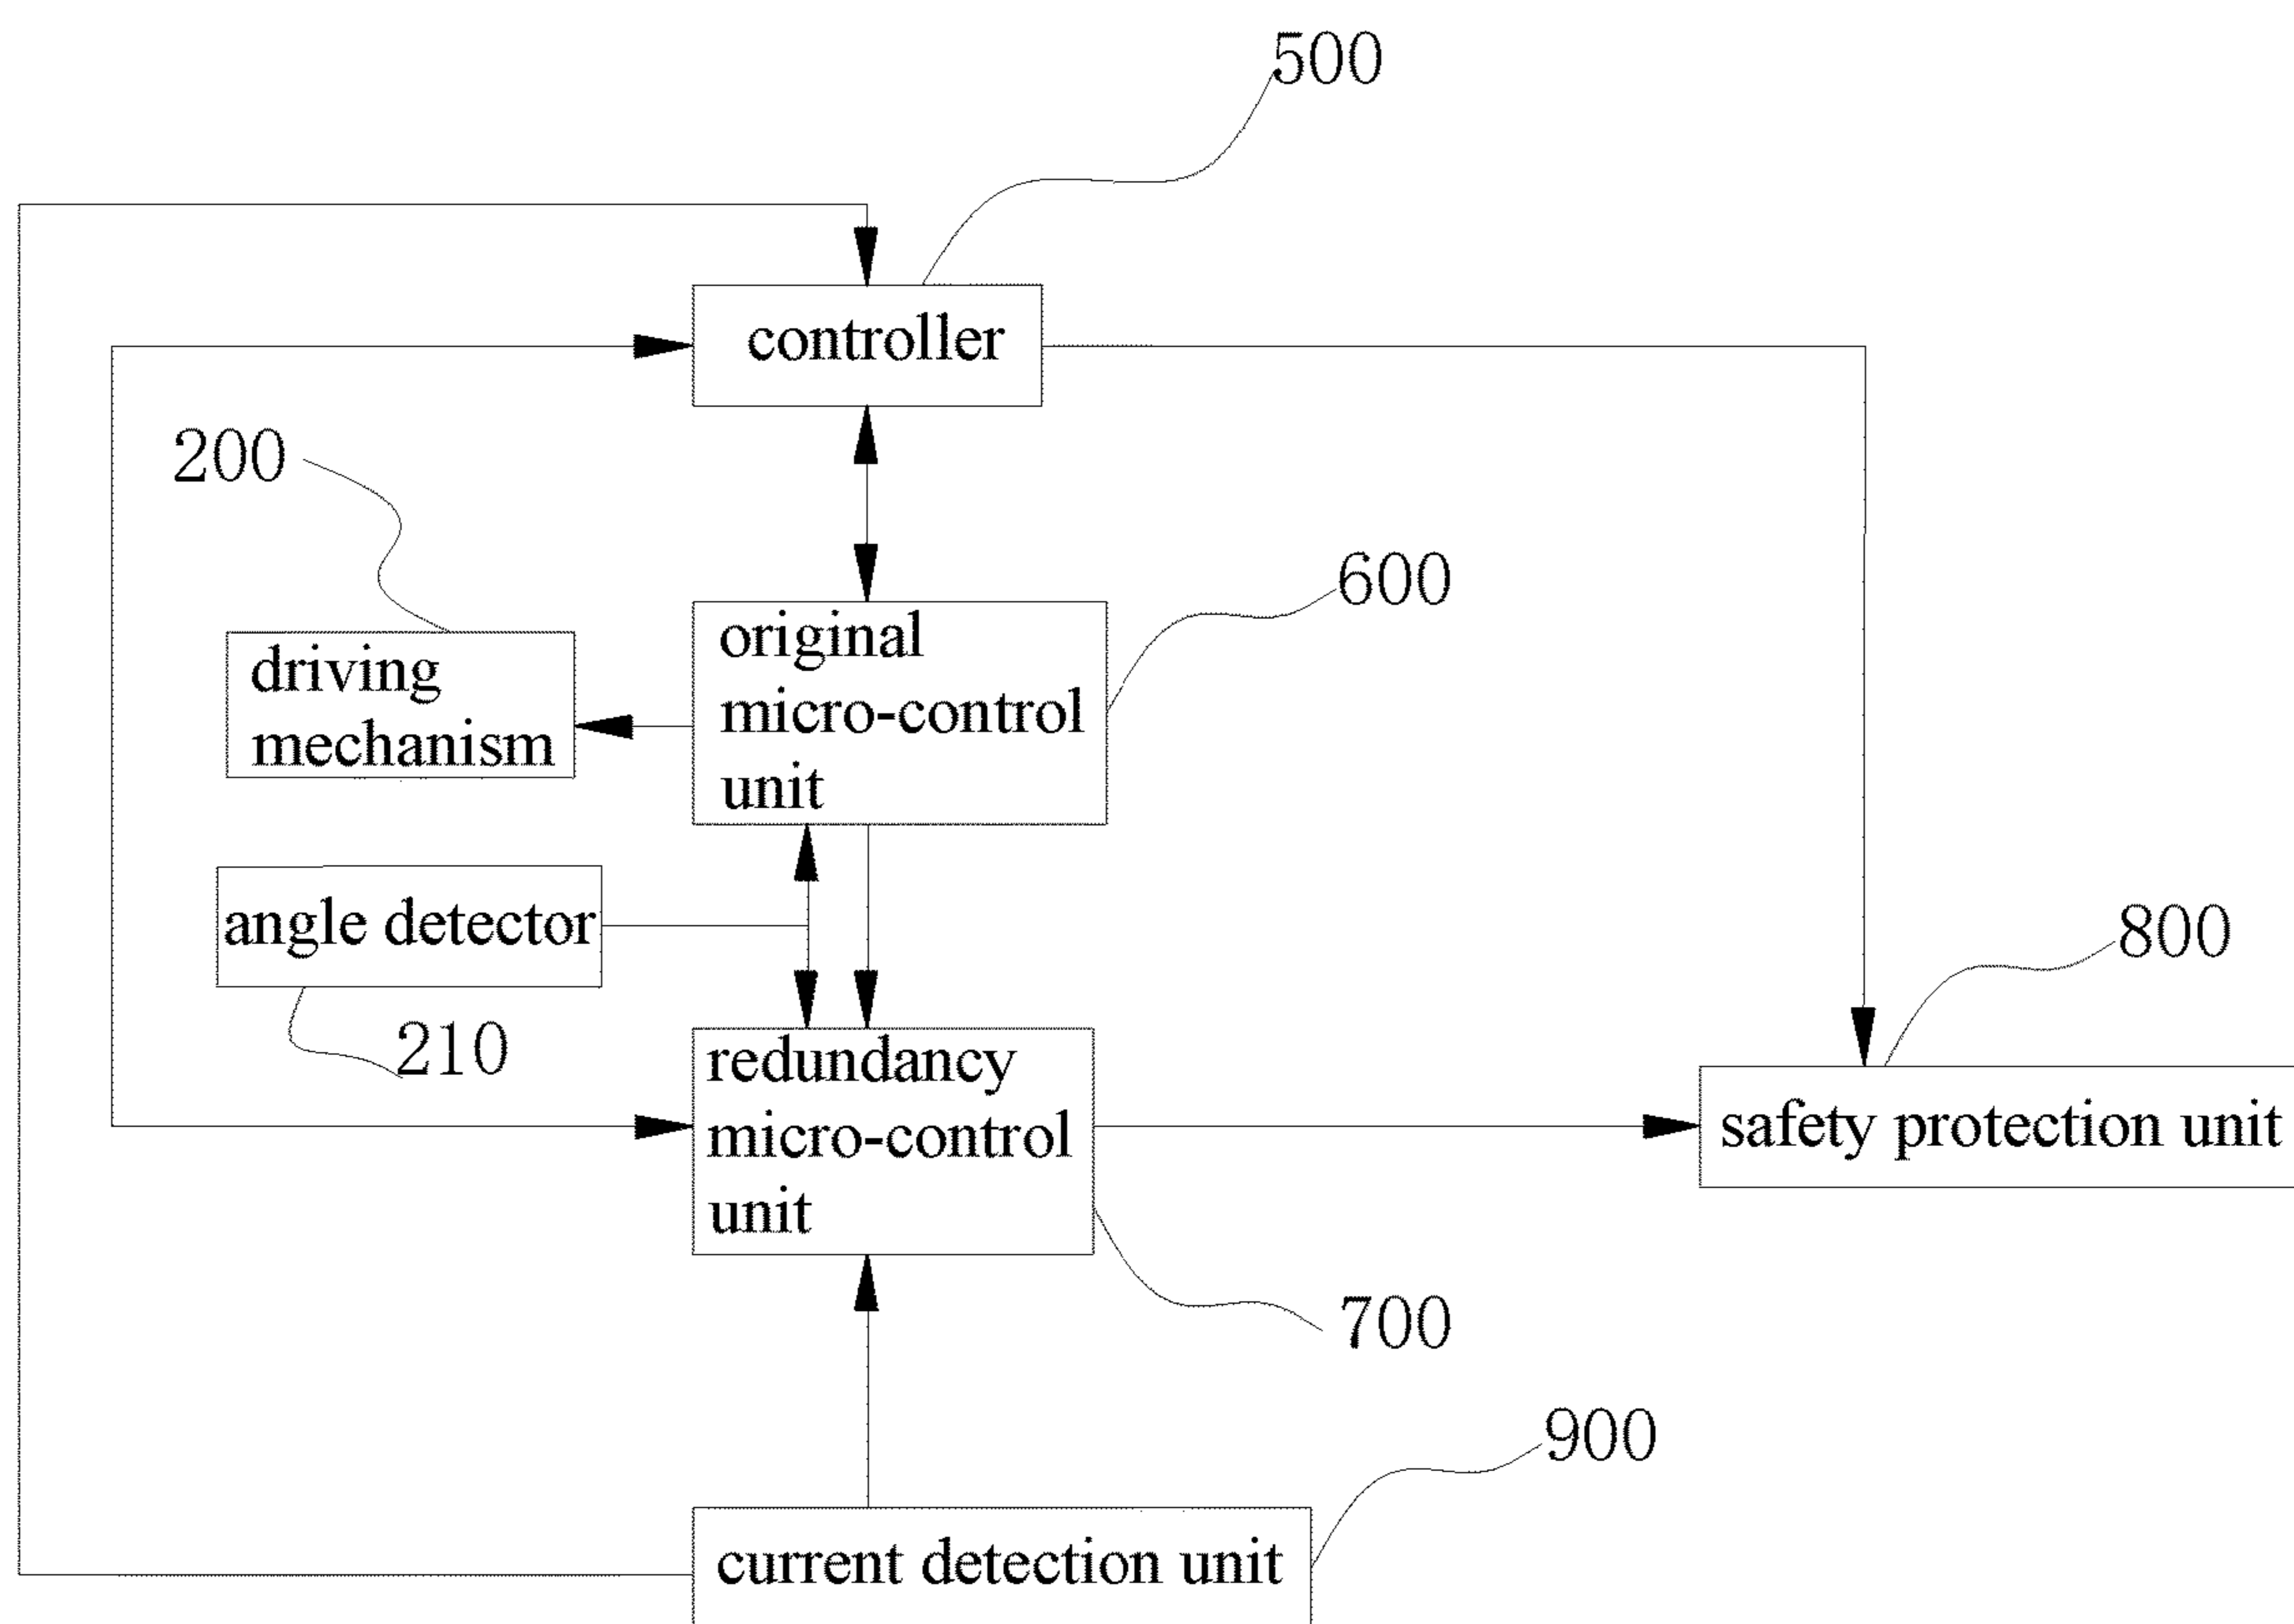 500
controller
200
600
original
micro-control
unit
driving
mechanism
angle detector
800
210
redundancy
micro-control
unit
safety protection unit
700
900
current detection unit